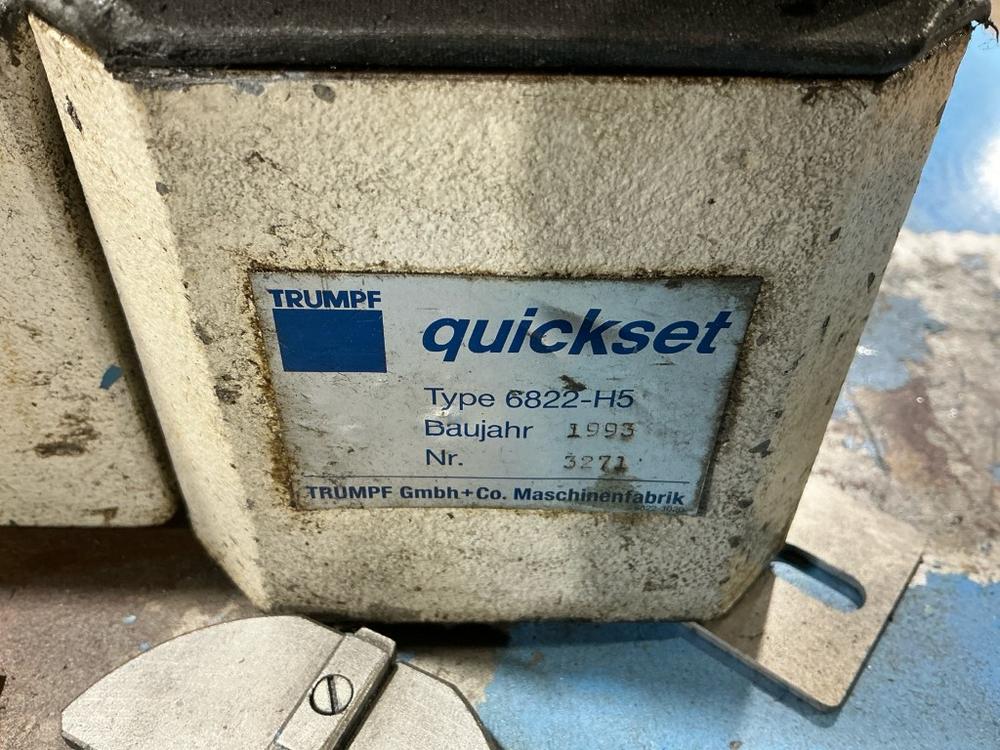 TRUMPF
quickset
Type 6822-H5
Baujahr 1993
Nr. 3271
TRUMPF Gmbh+Co. Maschinenfabrik